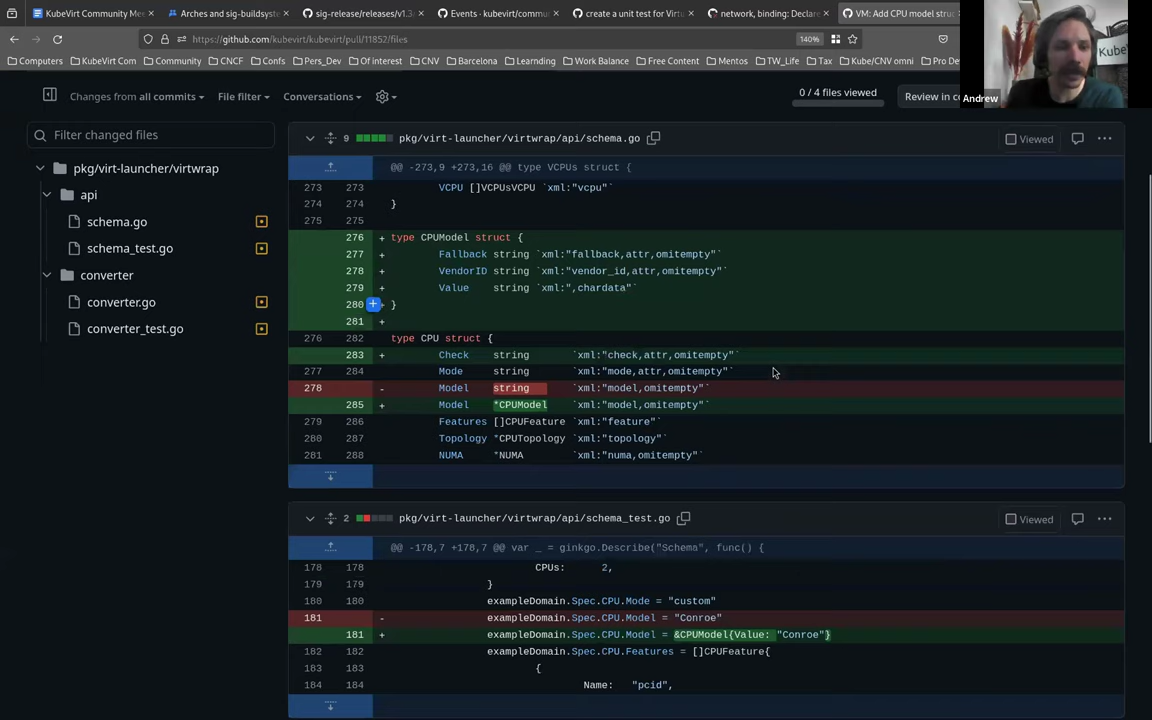 KubeVirt Community Mee
Arches and sig-buildsyste
sig-release/releases/v1.3
Events · kubevirt/commun
create a unit test for Virtu
network, binding: Declare
VM: Add CPU model struc
https://github.com/kubevirt/kubevirt/pull/11852/files
140%
Computers
KubeVirt Com
Community
CNCF
Confs
Pers_Dev
Of interest
CNV
Barcelona
Learnding
Work Balance
Free Content
Mentos
TW_Life
Tax
Kube/CNV omni
Pro De
KubeV
Andrew
Changes from all commits
File filter
Conversations
0 / 4 files viewed
Review in co
Filter changed files
pkg/virt-launcher/virtwrap
api
schema.go
schema_test.go
converter
converter.go
converter_test.go
9 pkg/virt-launcher/virtwrap/api/schema.go
Viewed
@@ -273,9 +273,16 @@ type VCPUs struct {
273 273 VCPU []VCPUsVCPU `xml:"vcpu"`
274 274 }
275 275
276 + type CPUModel struct {
277 + Fallback string `xml:"fallback,attr,omitempty"`
278 + VendorID string `xml:"vendor_id,attr,omitempty"`
279 + Value string `xml:",chardata"`
280 + }
281 +
276 282 type CPU struct {
283 + Check string `xml:"check,attr,omitempty"`
277 284 Mode string `xml:"mode,attr,omitempty"`
278 - Model string `xml:"model,omitempty"`
285 + Model *CPUModel `xml:"model,omitempty"`
279 286 Features []CPUFeature `xml:"feature"`
280 287 Topology *CPUTopology `xml:"topology"`
281 288 NUMA *NUMA `xml:"numa,omitempty"`
2 pkg/virt-launcher/virtwrap/api/schema_test.go
Viewed
@@ -178,7 +178,7 @@ var _ = ginkgo.Describe("Schema", func() {
178 178 CPUs: 2,
179 179 }
180 180 exampleDomain.Spec.CPU.Mode = "custom"
181 - exampleDomain.Spec.CPU.Model = "Conroe"
181 + exampleDomain.Spec.CPU.Model = &CPUModel{Value: "Conroe"}
182 182 exampleDomain.Spec.CPU.Features = []CPUFeature{
183 183 {
184 184 Name: "pcid",